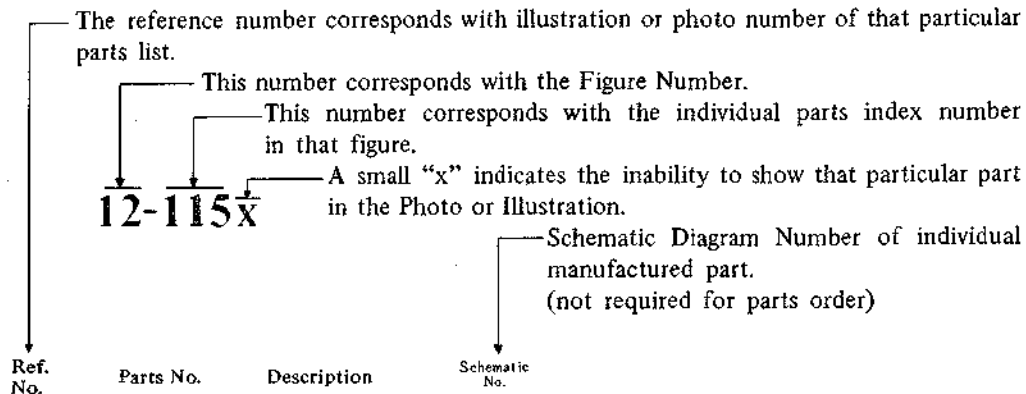 The reference number corresponds with illustration or photo number of that particular
parts list.
This number corresponds with the Figure Number.
This number corresponds with the individual parts index number
in that figure.
A small “x” indicates the inability to show that particular part
in the Photo or Illustration.
12-115x
Schematic Diagram Number of individual
manufactured part.
(not required for parts order)
Ref.
No.
Parts No.
Description
Schematic
No.